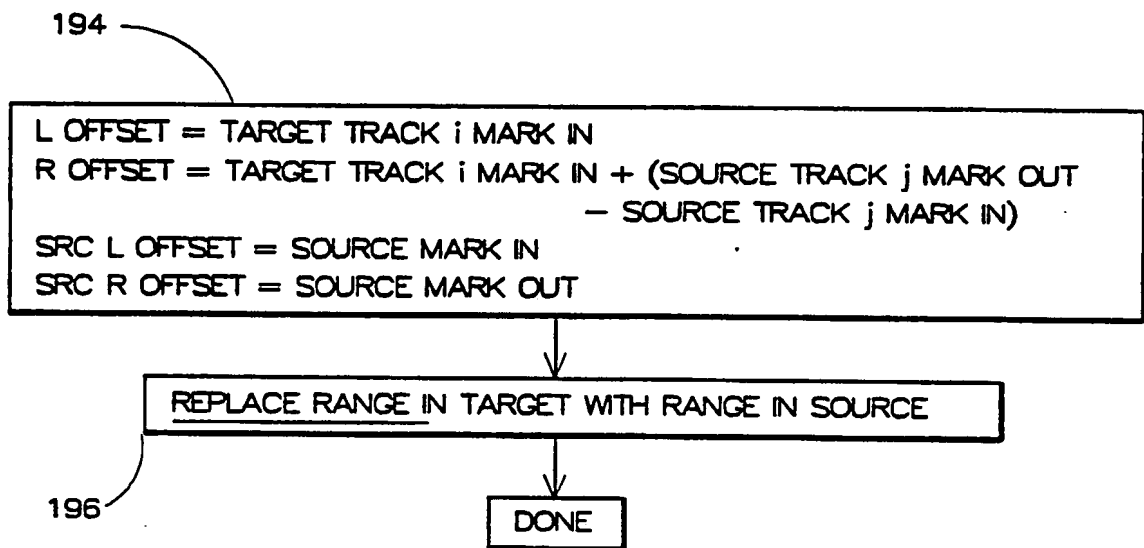 194
L OFFSET = TARGET TRACK i MARK IN
R OFFSET = TARGET TRACK i MARK IN + (SOURCE TRACK j MARK OUT
− SOURCE TRACK j MARK IN)
SRC L OFFSET = SOURCE MARK IN
SRC R OFFSET = SOURCE MARK OUT
REPLACE RANGE IN TARGET WITH RANGE IN SOURCE
196
DONE